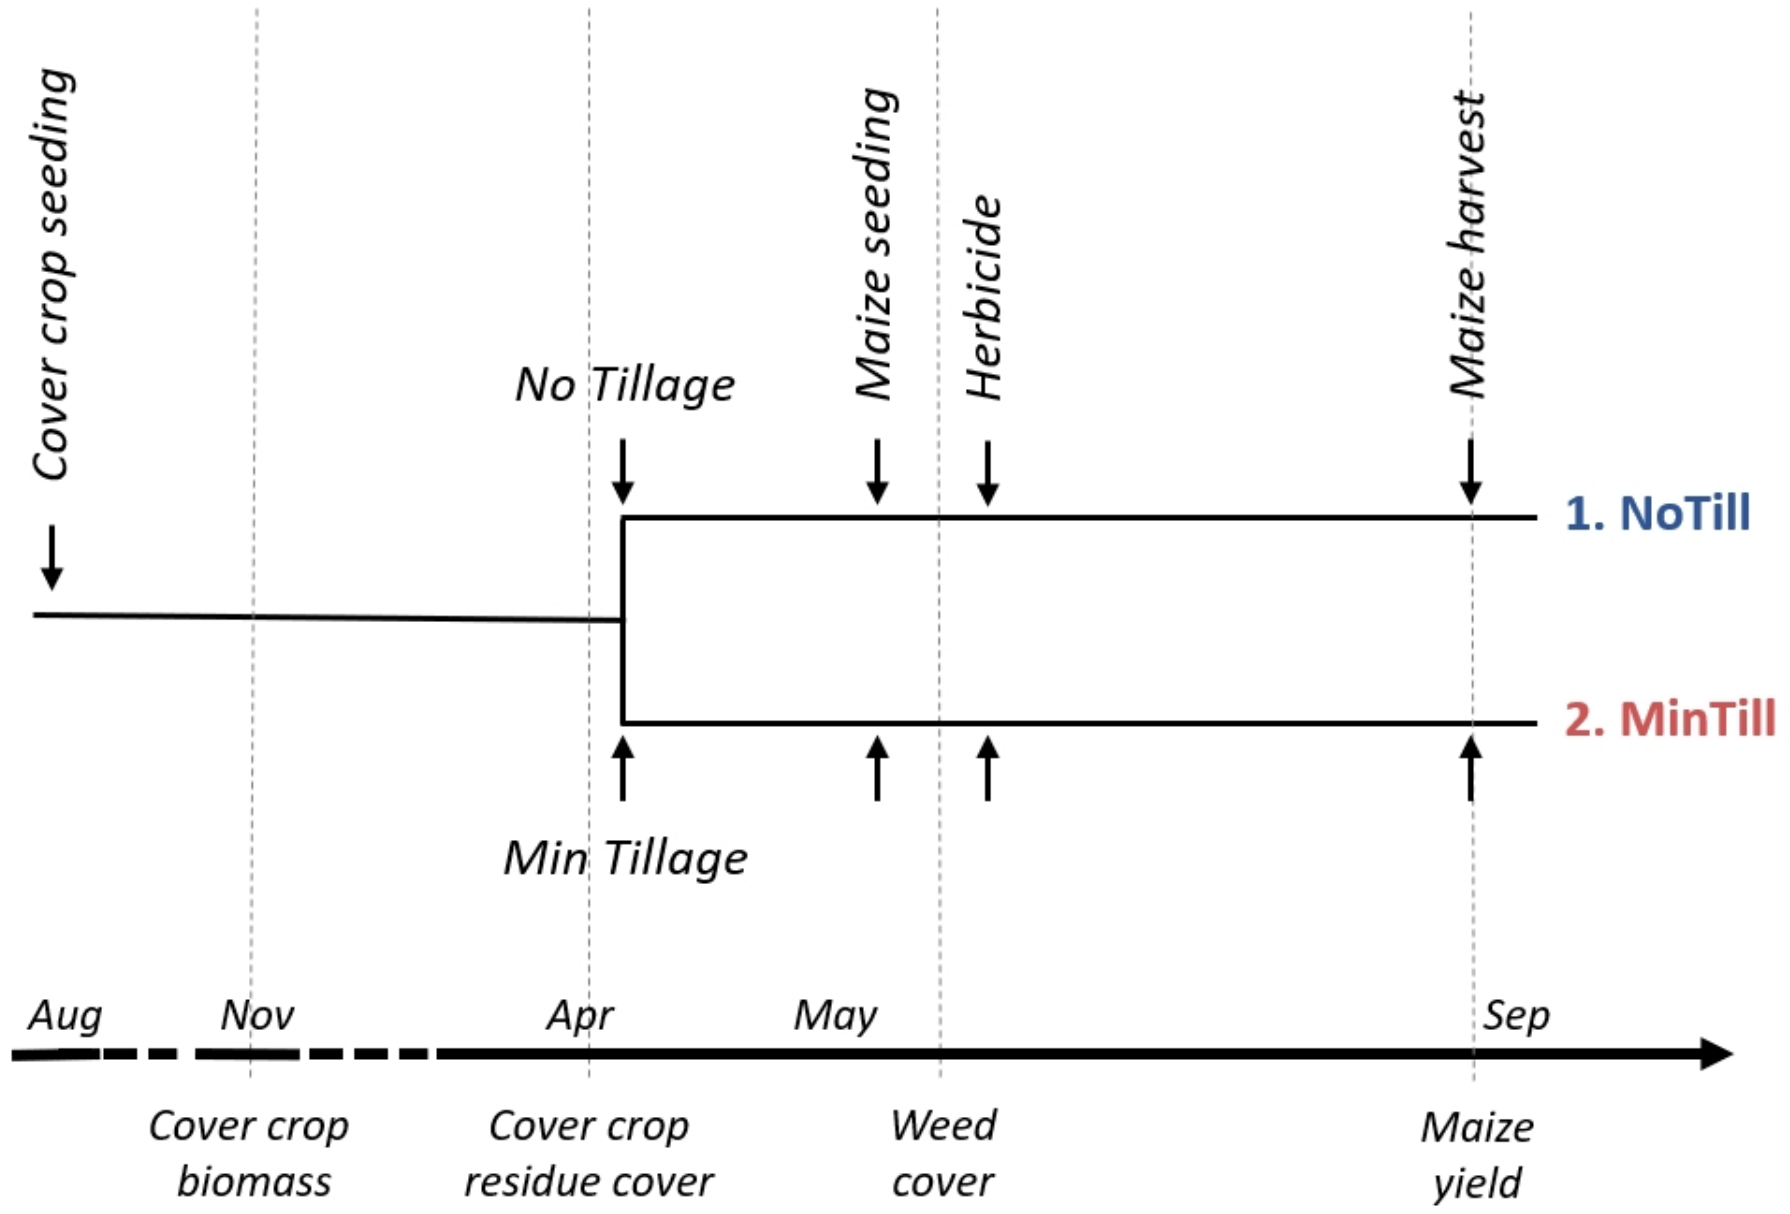 Cover crop seeding
Maize seeding
Herbicide
Maize harvest
No Tillage
1. NoTill
2. MinTill
Min Tillage
Aug
Nov
Apr
May
Sep
Cover crop
biomass
Cover crop
residue cover
Weed
cover
Maize
yield